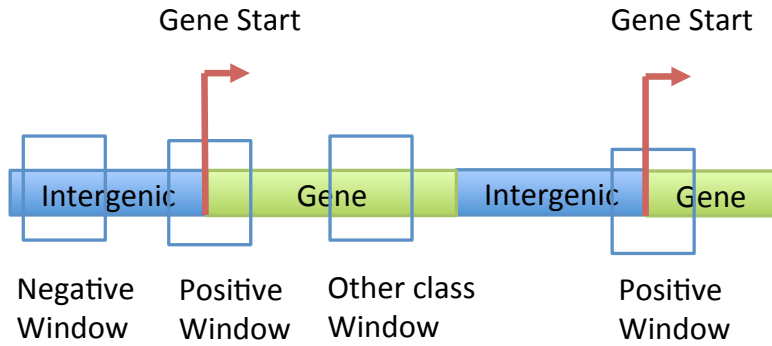 Gene Start
Gene Start
Intergenic
Gene
Intergenic
Gene
Negative
Window
Positive
Window
Other class
Window
Positive
Window